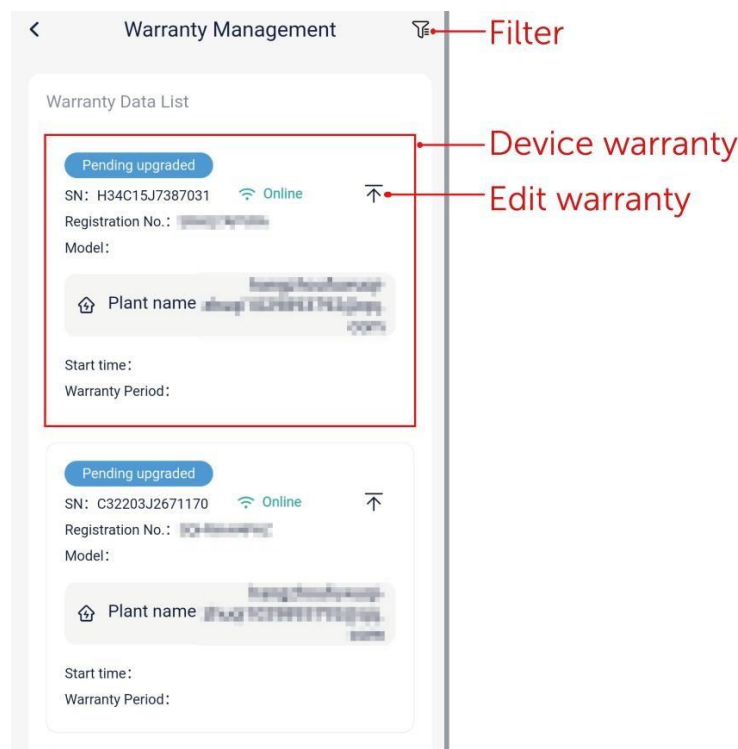 Warranty Management
Filter
Warranty Data List
Device warranty
Pending upgraded
SN: H34C15J7387031 Online
Edit warranty
Registration No.:
Model:
Plant name
Start time:
Warranty Period:
Pending upgraded
SN: C32203J2671170 Online
Registration No.:
Model:
Plant name
Start time:
Warranty Period: